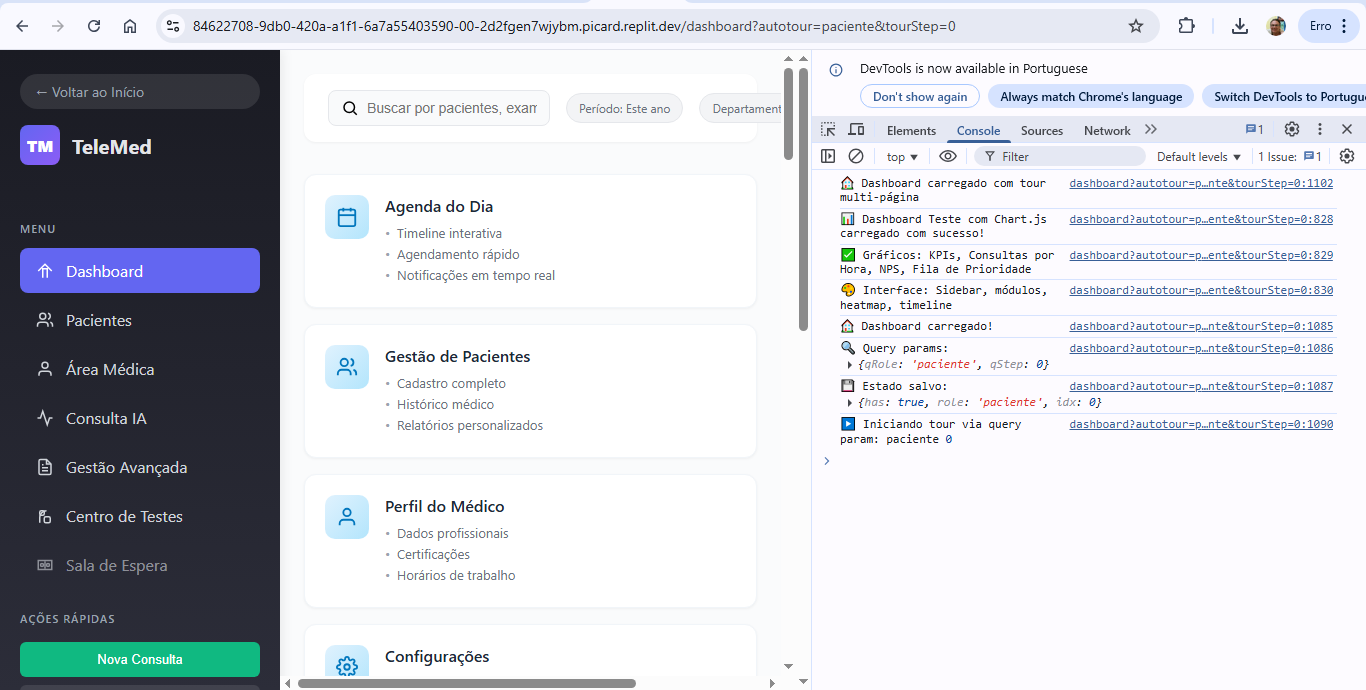 84622708-9db0-420a-a1f1-6a7a55403590-00-2d2fgen7wjybm.picard.replit.dev/dashboard?autotour=paciente&tourStep=0
Erro
← Voltar ao Início
TM TeleMed
MENU
Dashboard
Pacientes
Área Médica
Consulta IA
Gestão Avançada
Centro de Testes
Sala de Espera
AÇÕES RÁPIDAS
Nova Consulta
Buscar por pacientes, exam
Período: Este ano
Departament
Agenda do Dia
• Timeline interativa
• Agendamento rápido
• Notificações em tempo real
Gestão de Pacientes
• Cadastro completo
• Histórico médico
• Relatórios personalizados
Perfil do Médico
• Dados profissionais
• Certificações
• Horários de trabalho
Configurações
DevTools is now available in Portuguese
Don't show again
Always match Chrome's language
Switch DevTools to Portugu
Elements
Console
Sources
Network
1
top
Filter
Default levels
1 Issue:
1
Dashboard carregado com tour dashboard?autotour=p…nte&tourStep=0:1102
multi-página
Dashboard Teste com Chart.js dashboard?autotour=p…ente&tourStep=0:828
carregado com sucesso!
Gráficos: KPIs, Consultas por dashboard?autotour=p…ente&tourStep=0:829
Hora, NPS, Fila de Prioridade
Interface: Sidebar, módulos, dashboard?autotour=p…ente&tourStep=0:830
heatmap, timeline
Dashboard carregado! dashboard?autotour=p…nte&tourStep=0:1085
Query params: dashboard?autotour=p…nte&tourStep=0:1086
{qRole: 'paciente', qStep: 0}
Estado salvo: dashboard?autotour=p…nte&tourStep=0:1087
{has: true, role: 'paciente', idx: 0}
Iniciando tour via query dashboard?autotour=p…nte&tourStep=0:1090
param: paciente 0